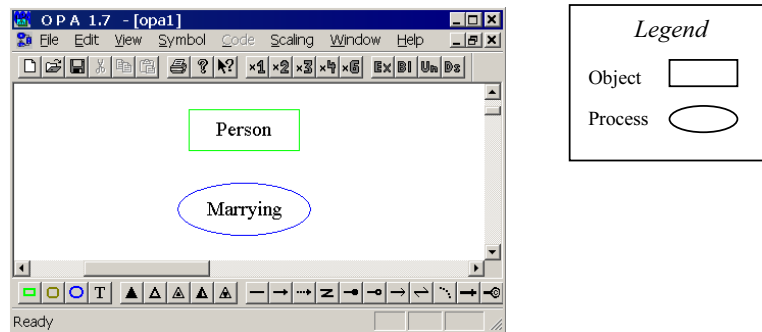 OPA 1.7 - [opa1]
File Edit View Symbol Code Scaling Window Help
×1 ×2 ×3 ×4 ×6 Ex Bl Un Ds
Person
Marrying
T
Ready
Legend
Object
Process